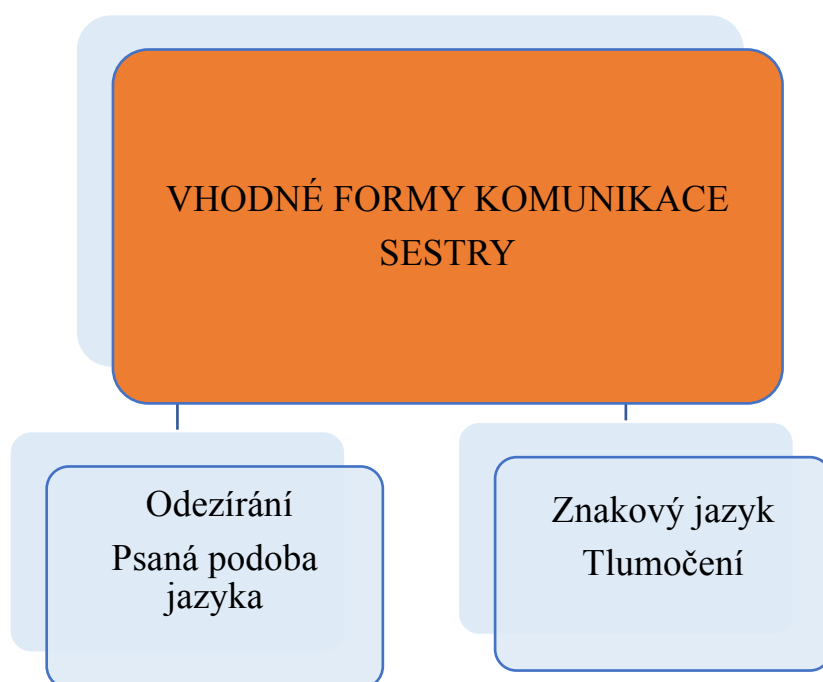 VHODNÉ FORMY KOMUNIKACE
SESTRY
Odezírání
Psaná podoba
jazyka
Znakový jazyk
Tlumočení